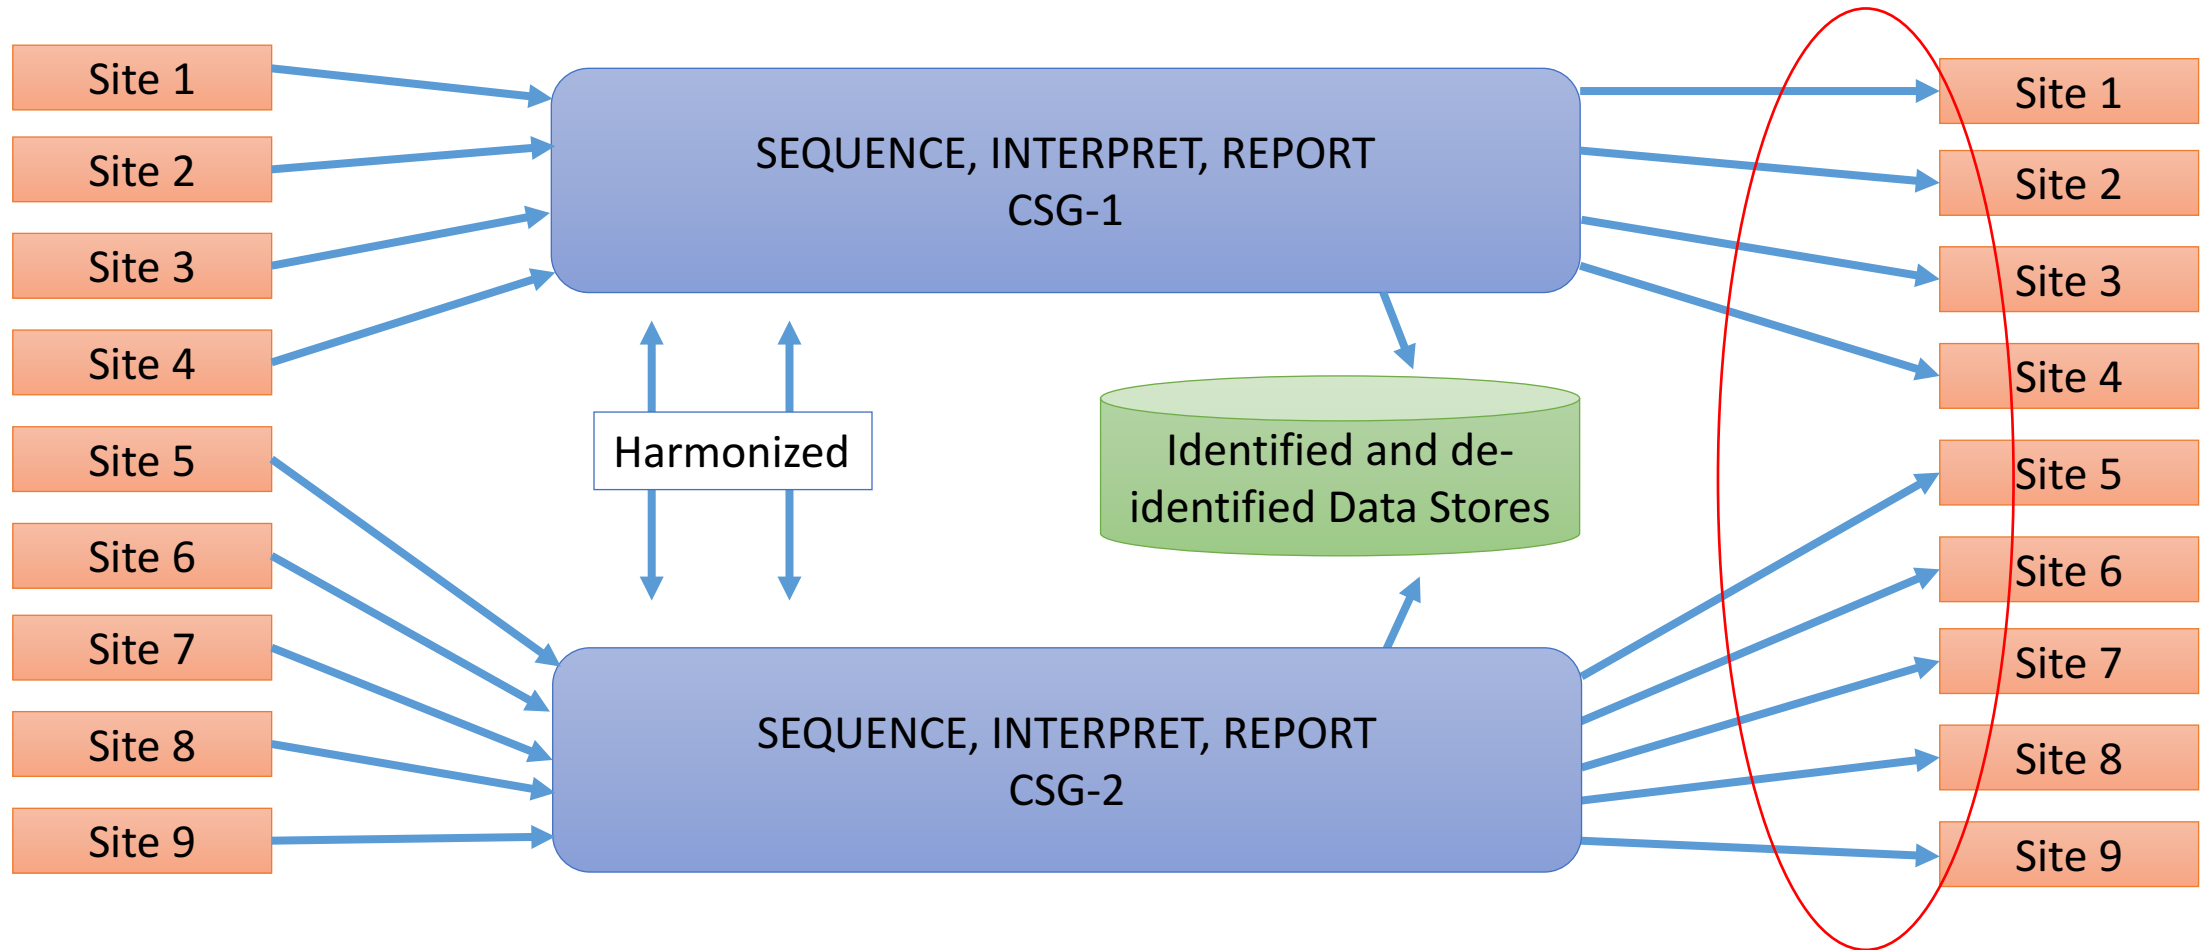 Site 1
Site 2
Site 3
Site 4
Site 5
Site 6
Site 7
Site 8
Site 9
SEQUENCE, INTERPRET, REPORT
CSG-1
Harmonized
Identified and de-
identified Data Stores
SEQUENCE, INTERPRET, REPORT
CSG-2
Site 1
Site 2
Site 3
Site 4
Site 5
Site 6
Site 7
Site 8
Site 9